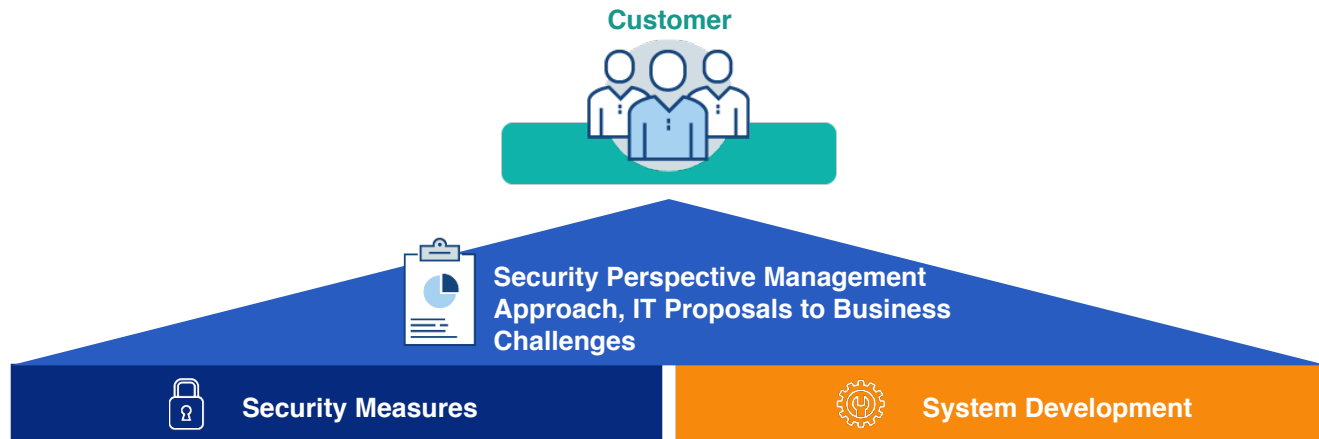 Customer
Security Perspective Management
Approach, IT Proposals to Business
Challenges
Security Measures
System Development